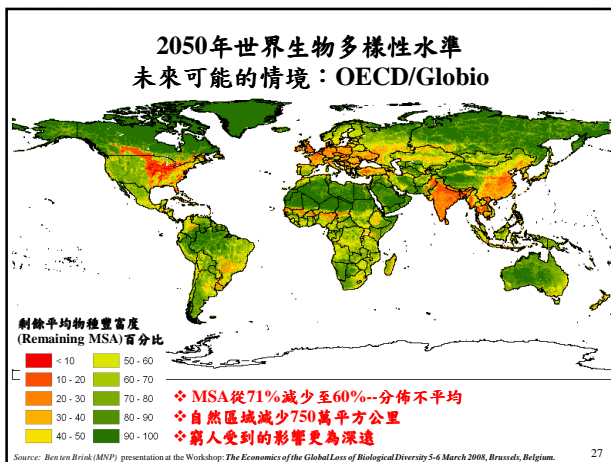 2050年世界生物多樣性水準
未來可能的情境：OECD/Globio
剩餘平均物種豐富度
(Remaining MSA)百分比
< 10
10 - 20
20 - 30
30 - 40
40 - 50
50 - 60
60 - 70
70 - 80
80 - 90
90 - 100
❖ MSA從71%減少至60%--分佈不平均
❖ 自然區域減少750萬平方公里
❖ 窮人受到的影響更為深遠
Source: Ben ten Brink (MNP) presentation at the Workshop: The Economics of the Global Loss of Biological Diversity 5-6 March 2008, Brussels, Belgium.
27